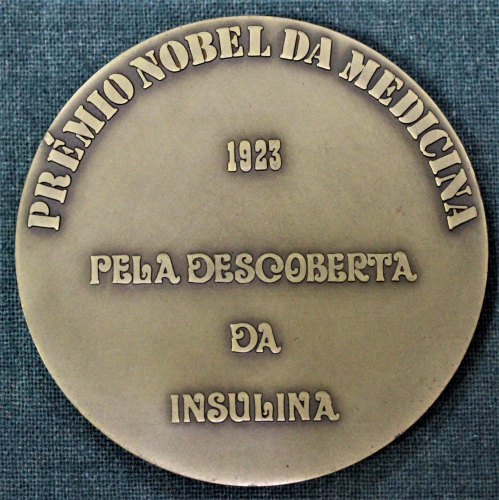 PRÉMIO NOBEL DA MEDICINA
1923
PELA DESCOBERTA
DA
INSULINA